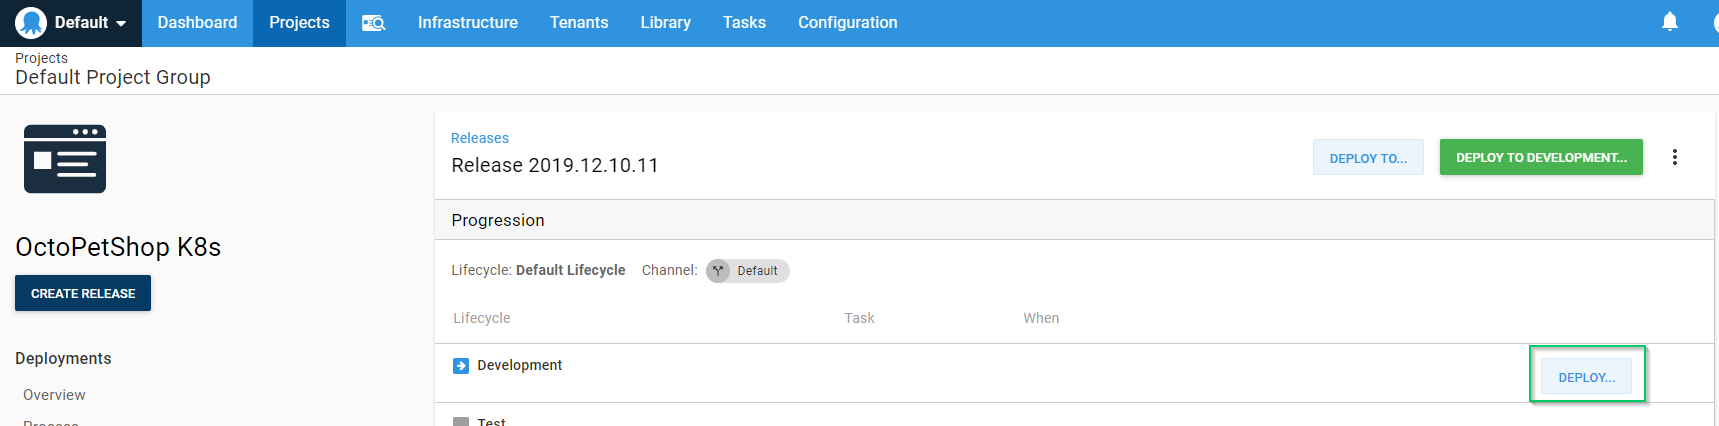 Default Dashboard Projects Infrastructure Tenants Library Tasks Configuration
Projects
Default Project Group
OctoPetShop K8s
CREATE RELEASE
Deployments
Overview
Process
Releases
Release 2019.12.10.11
DEPLOY TO... DEPLOY TO DEVELOPMENT...
Progression
Lifecycle: Default Lifecycle Channel: Default
Lifecycle Task When
Development DEPLOY...
Test